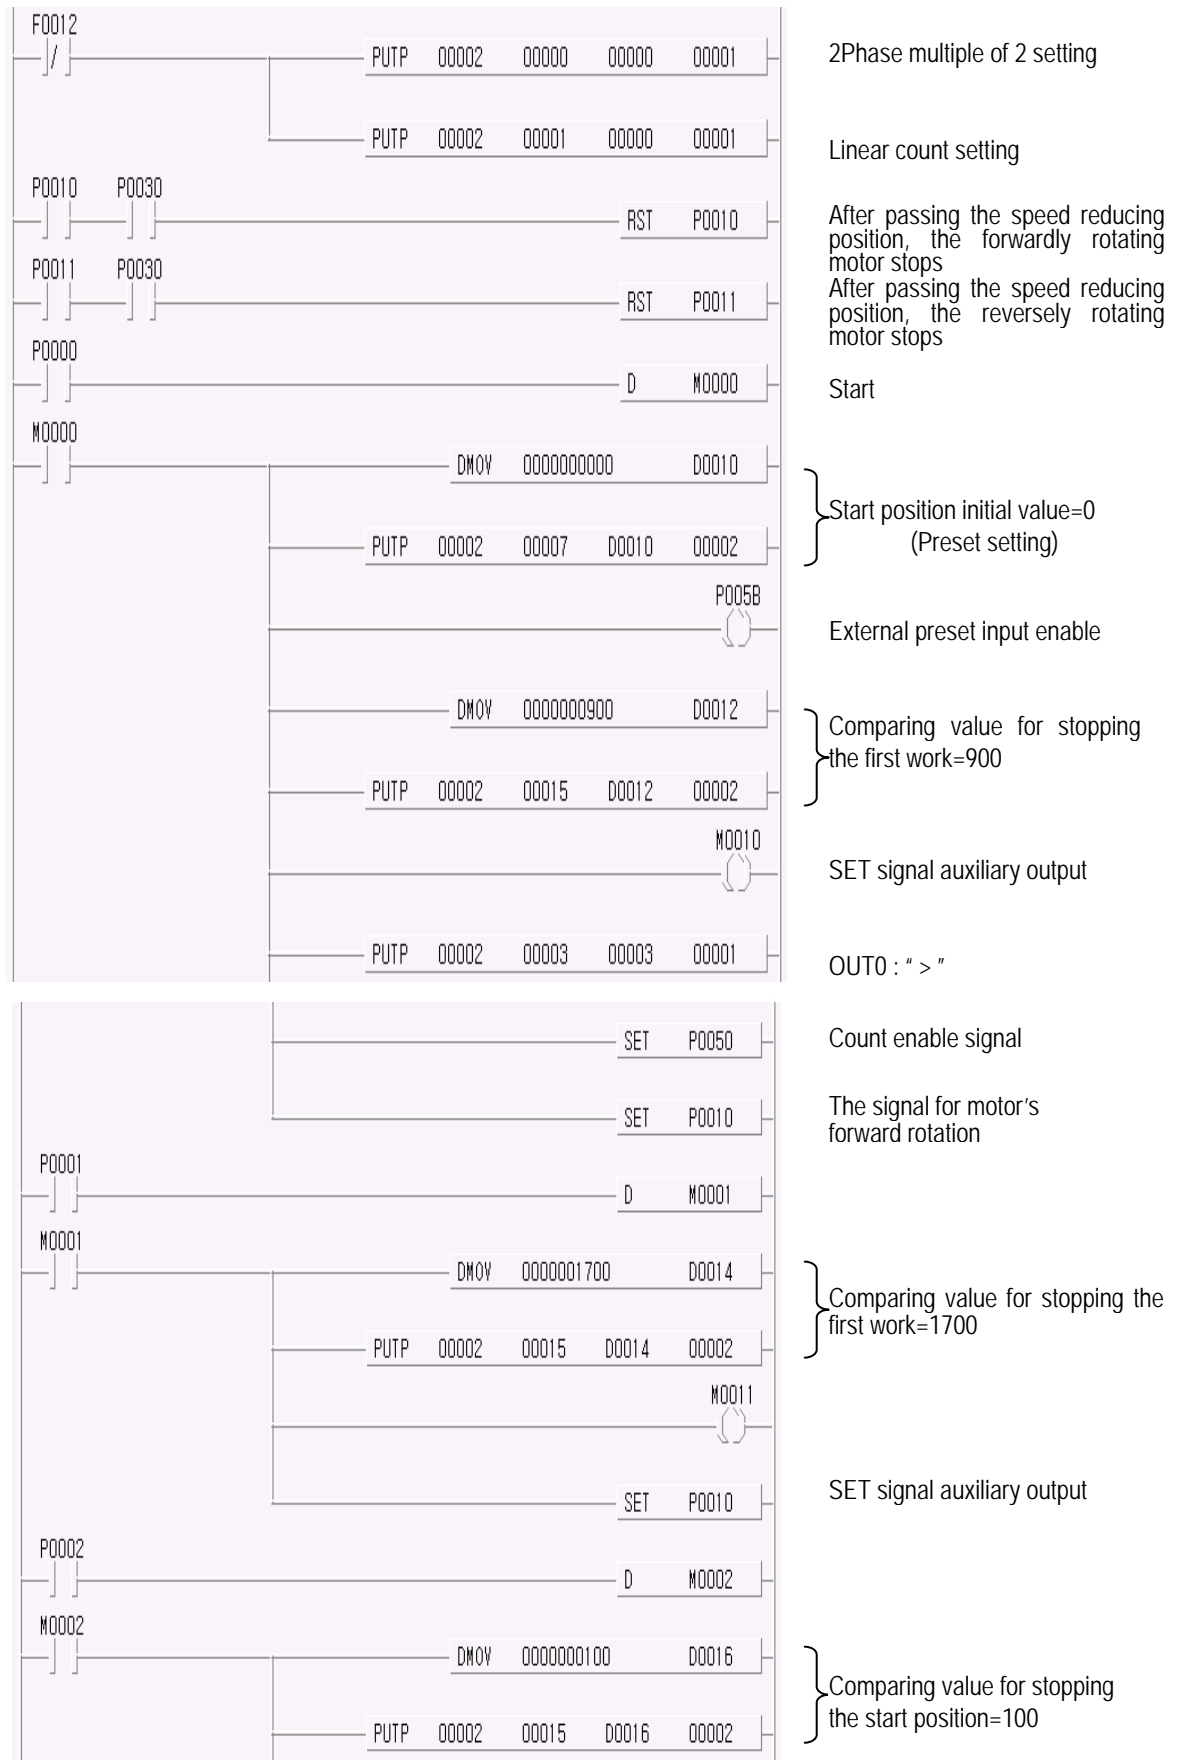 F0012
PUTP 00002 00000 00000 00001
2Phase multiple of 2 setting
PUTP 00002 00001 00000 00001
Linear count setting
P0010 P0030
RST P0010
After passing the speed reducing
position, the forwardly rotating
motor stops
P0011 P0030
RST P0011
After passing the speed reducing
position, the reversely rotating
motor stops
P0000
D M0000
Start
M0000
DMOV 0000000000 D0010
PUTP 00002 00007 D0010 00002
Start position initial value=0
(Preset setting)
P005B
External preset input enable
DMOV 0000000900 D0012
PUTP 00002 00015 D0012 00002
Comparing value for stopping
the first work=900
M0010
SET signal auxiliary output
PUTP 00002 00003 00003 00001
OUT0 : “ > ”
SET P0050
Count enable signal
SET P0010
The signal for motor’s
forward rotation
P0001
D M0001
M0001
DMOV 0000001700 D0014
PUTP 00002 00015 D0014 00002
Comparing value for stopping the
first work=1700
M0011
SET signal auxiliary output
SET P0010
P0002
D M0002
M0002
DMOV 0000000100 D0016
PUTP 00002 00015 D0016 00002
Comparing value for stopping
the start position=100